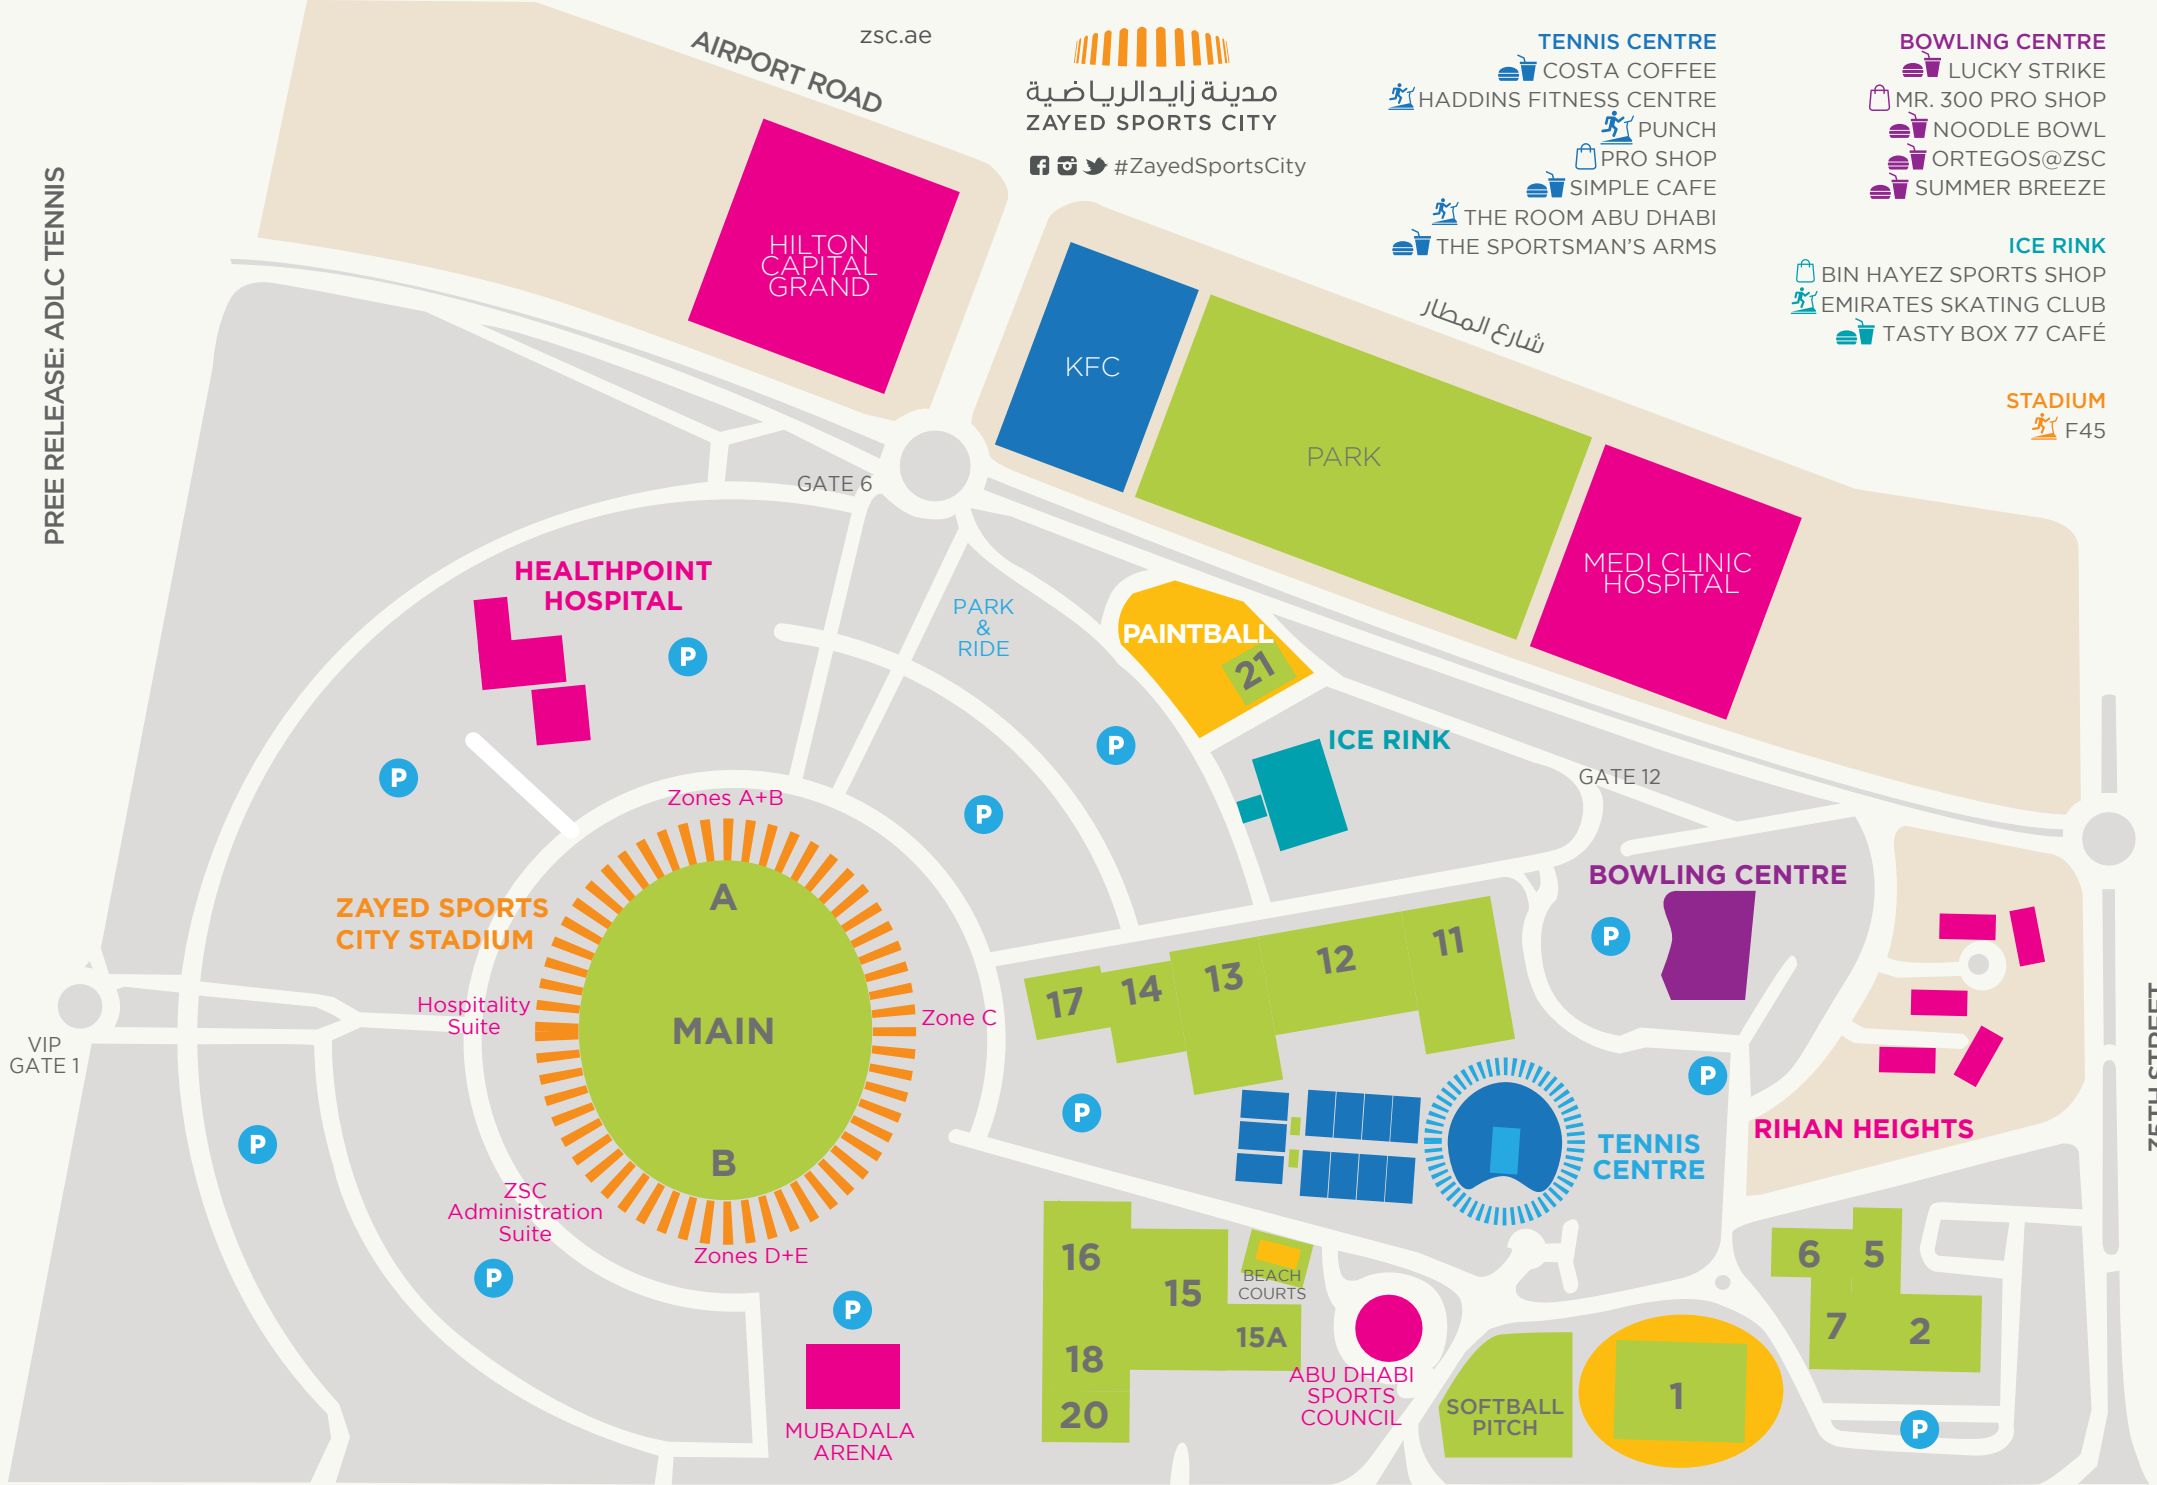 zsc.ae
AIRPORT ROAD
مدينة زايد الرياضية
ZAYED SPORTS CITY
#ZayedSportsCity
TENNIS CENTRE
COSTA COFFEE
HADDINS FITNESS CENTRE
PUNCH
PRO SHOP
SIMPLE CAFE
THE ROOM ABU DHABI
THE SPORTSMAN'S ARMS
BOWLING CENTRE
LUCKY STRIKE
MR. 300 PRO SHOP
NOODLE BOWL
ORTEGOS@ZSC
SUMMER BREEZE
ICE RINK
BIN HAYEZ SPORTS SHOP
EMIRATES SKATING CLUB
TASTY BOX 77 CAFÉ
STADIUM
F45
PREE RELEASE: ADLC TENNIS
HILTON
CAPITAL
GRAND
KFC
شارع المطار
PARK
MEDI CLINIC
HOSPITAL
GATE 6
HEALTHPOINT
HOSPITAL
P
PARK
&
RIDE
PAINTBALL
21
P
P
P
ICE RINK
GATE 12
Zones A+B
ZAYED SPORTS
CITY STADIUM
A
MAIN
B
Hospitality
Suite
Zone C
VIP
GATE 1
P
ZSC
Administration
Suite
Zones D+E
P
P
MUBADALA
ARENA
BOWLING CENTRE
P
17
14
13
12
11
P
P
TENNIS
CENTRE
RIHAN HEIGHTS
16
15
15A
18
20
BEACH
COURTS
ABU DHABI
SPORTS
COUNCIL
SOFTBALL
PITCH
1
6
5
7
2
P